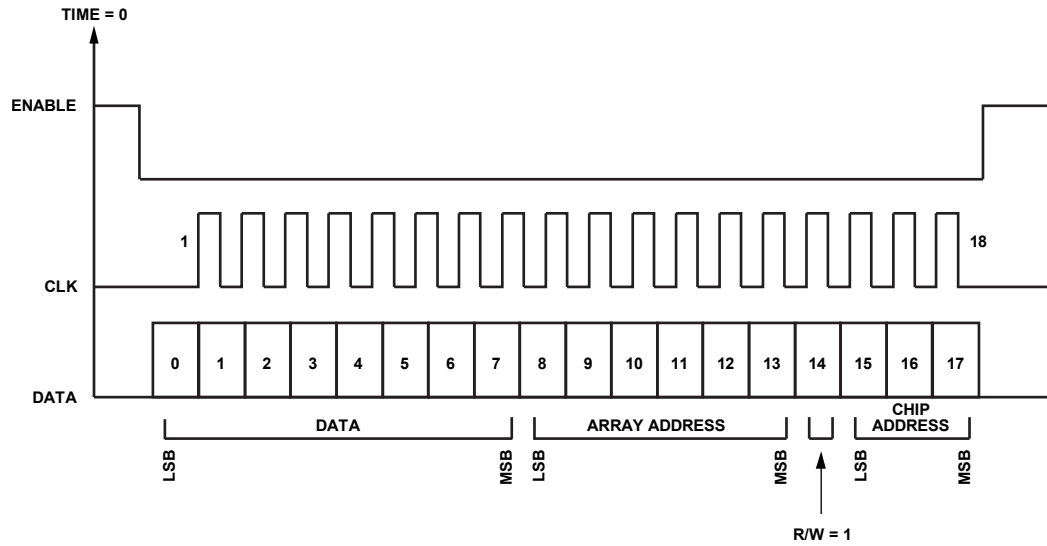 TIME = 0
ENABLE
1
18
CLK
0 1 2 3 4 5 6 7 8 9 10 11 12 13 14 15 16 17
DATA
DATA
ARRAY ADDRESS
CHIP
ADDRESS
LSB
MSB
LSB
MSB
LSB
MSB
R/W = 1